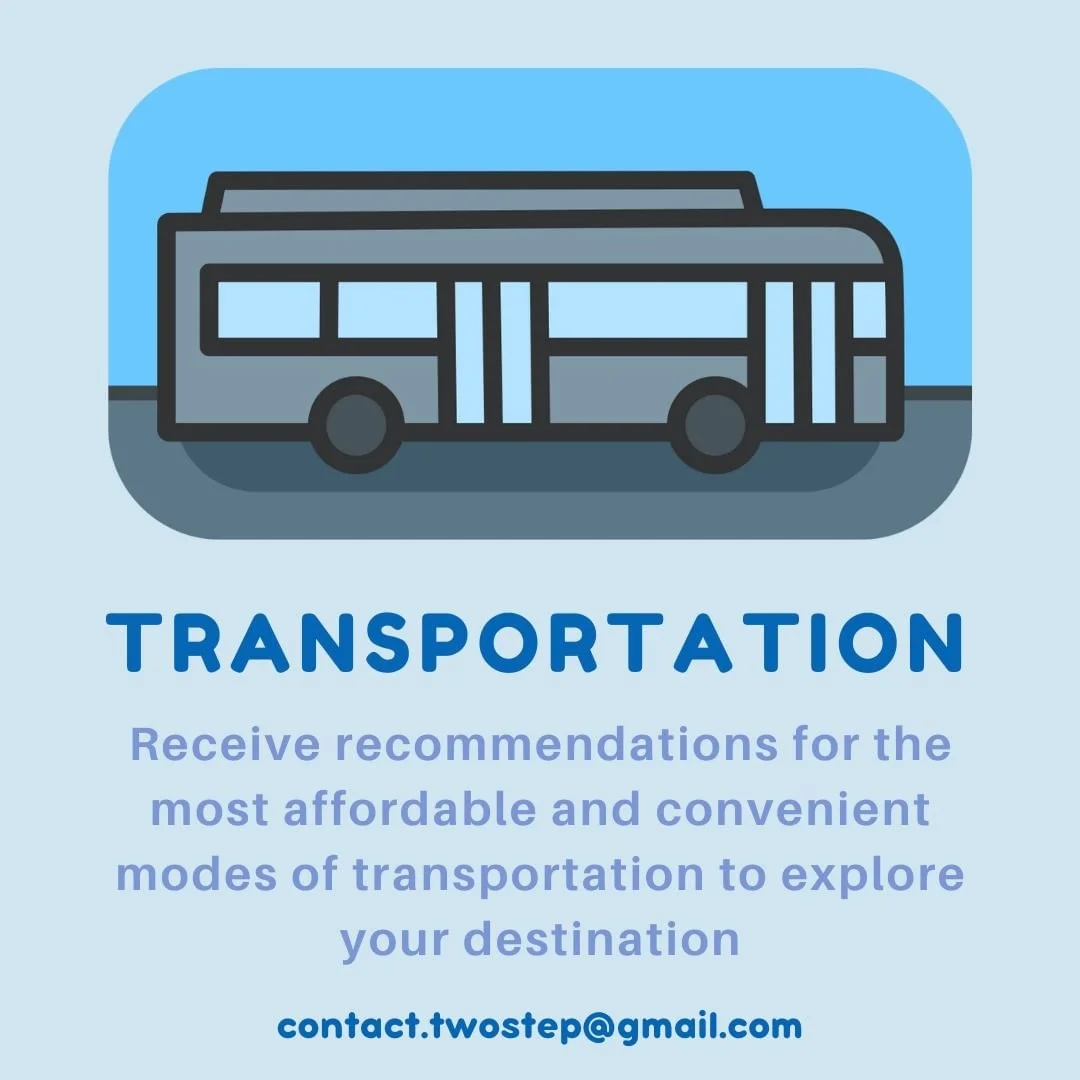 TRANSPORTATION
Receive recommendations for the
most affordable and convenient
modes of transportation to explore
your destination
contact.twostep@gmail.com